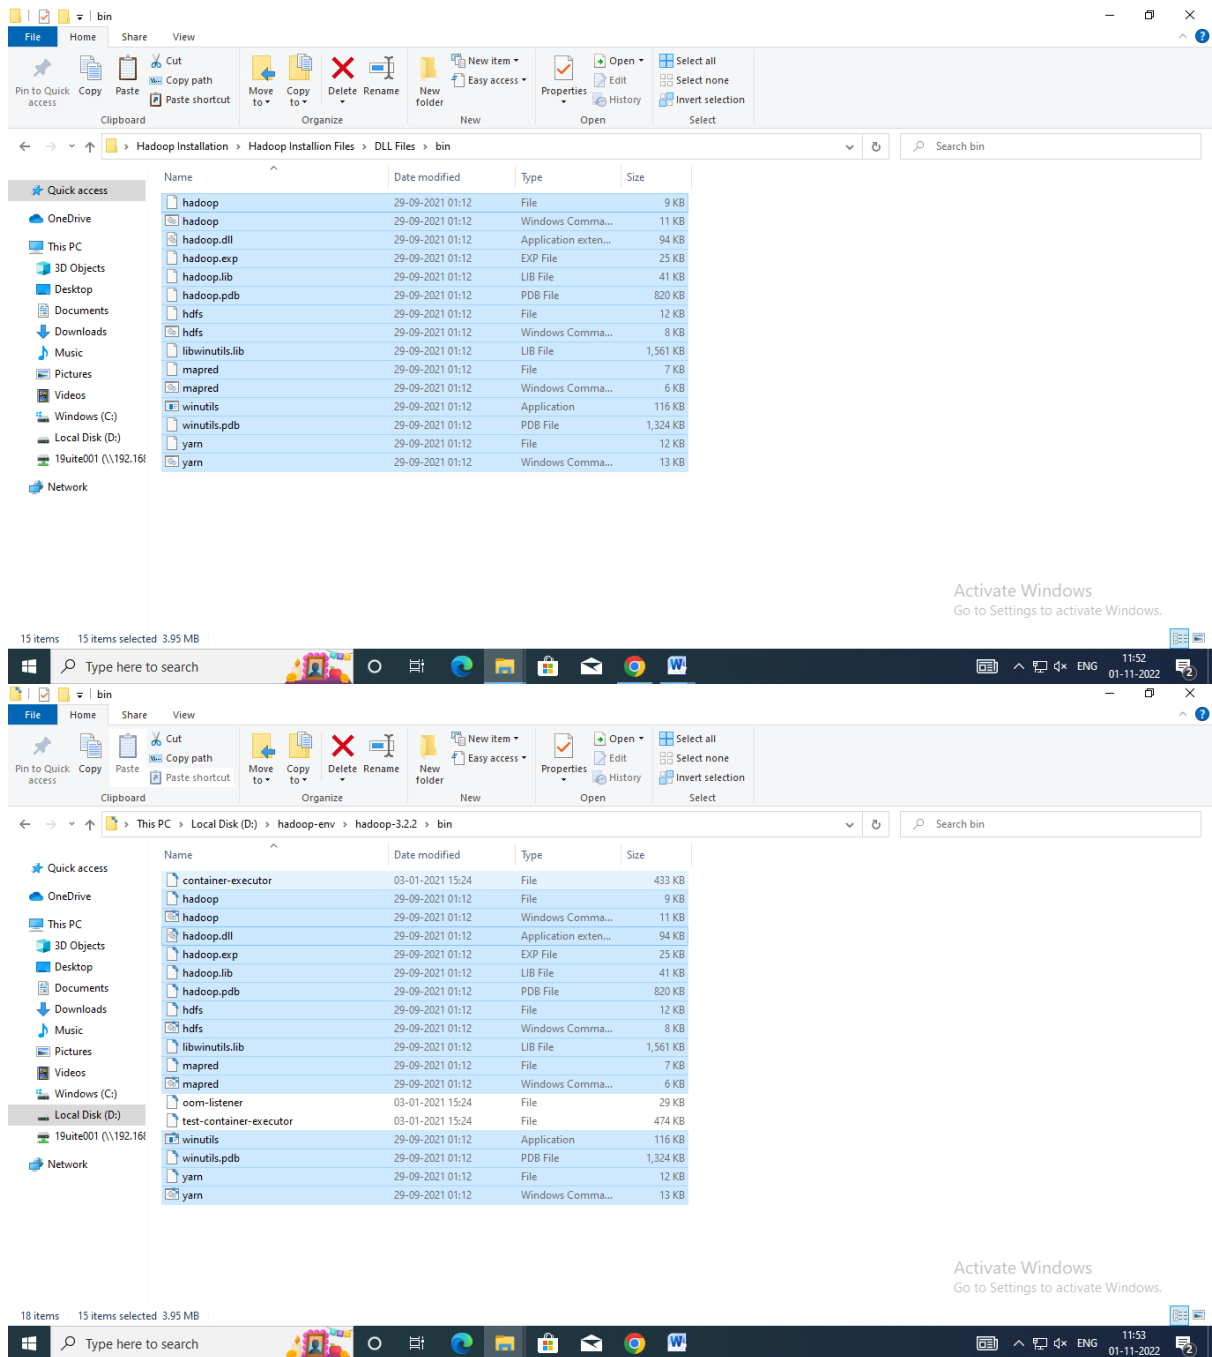 bin
File Home Share View
Pin to Quick access Copy Paste Cut Copy path Paste shortcut Move to Copy to Delete Rename New folder New item Easy access Properties Open Edit History Select all Select none Invert selection
Clipboard Organize New Open Select
Hadoop Installation > Hadoop Installion Files > DLL Files > bin Search bin
Name Date modified Type Size
Quick access
OneDrive
This PC
3D Objects
Desktop
Documents
Downloads
Music
Pictures
Videos
Windows (C:)
Local Disk (D:)
19uite001 (\\192.168
Network
hadoop 29-09-2021 01:12 File 9 KB
hadoop 29-09-2021 01:12 Windows Comma... 11 KB
hadoop.dll 29-09-2021 01:12 Application exten... 94 KB
hadoop.exp 29-09-2021 01:12 EXP File 25 KB
hadoop.lib 29-09-2021 01:12 LIB File 41 KB
hadoop.pdb 29-09-2021 01:12 PDB File 820 KB
hdfs 29-09-2021 01:12 File 12 KB
hdfs 29-09-2021 01:12 Windows Comma... 8 KB
libwinutils.lib 29-09-2021 01:12 LIB File 1,561 KB
mapred 29-09-2021 01:12 File 7 KB
mapred 29-09-2021 01:12 Windows Comma... 6 KB
winutils 29-09-2021 01:12 Application 116 KB
winutils.pdb 29-09-2021 01:12 PDB File 1,324 KB
yarn 29-09-2021 01:12 File 12 KB
yarn 29-09-2021 01:12 Windows Comma... 13 KB
Activate Windows
Go to Settings to activate Windows.
15 items 15 items selected 3.95 MB
Type here to search ENG 11:52
01-11-2022 2
bin
File Home Share View
Pin to Quick access Copy Paste Cut Copy path Paste shortcut Move to Copy to Delete Rename New folder New item Easy access Properties Open Edit History Select all Select none Invert selection
Clipboard Organize New Open Select
This PC > Local Disk (D:) > hadoop-env > hadoop-3.2.2 > bin Search bin
Name Date modified Type Size
Quick access
OneDrive
This PC
3D Objects
Desktop
Documents
Downloads
Music
Pictures
Videos
Windows (C:)
Local Disk (D:)
19uite001 (\\192.168
Network
container-executor 03-01-2021 15:24 File 433 KB
hadoop 29-09-2021 01:12 File 9 KB
hadoop 29-09-2021 01:12 Windows Comma... 11 KB
hadoop.dll 29-09-2021 01:12 Application exten... 94 KB
hadoop.exp 29-09-2021 01:12 EXP File 25 KB
hadoop.lib 29-09-2021 01:12 LIB File 41 KB
hadoop.pdb 29-09-2021 01:12 PDB File 820 KB
hdfs 29-09-2021 01:12 File 12 KB
hdfs 29-09-2021 01:12 Windows Comma... 8 KB
libwinutils.lib 29-09-2021 01:12 LIB File 1,561 KB
mapred 29-09-2021 01:12 File 7 KB
mapred 29-09-2021 01:12 Windows Comma... 6 KB
oom-listener 03-01-2021 15:24 File 29 KB
test-container-executor 03-01-2021 15:24 File 474 KB
winutils 29-09-2021 01:12 Application 116 KB
winutils.pdb 29-09-2021 01:12 PDB File 1,324 KB
yarn 29-09-2021 01:12 File 12 KB
yarn 29-09-2021 01:12 Windows Comma... 13 KB
Activate Windows
Go to Settings to activate Windows.
18 items 15 items selected 3.95 MB
Type here to search ENG 11:53
01-11-2022 2